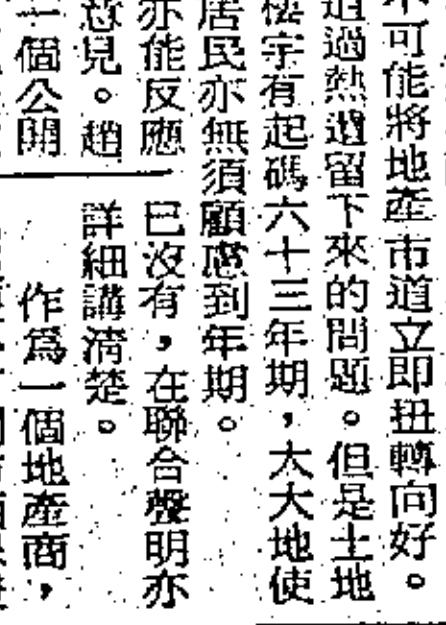 不可能將地產市道立即扭轉向好。
過熱遺留下來的問題。但是土地
樓宇有起碼六十三年期，大大地使
居民亦無須顧慮到年期。
亦能反應
已沒有，在聯合聲明亦
意見。趙
詳細講清楚。
一個公開
作爲一個地產商，